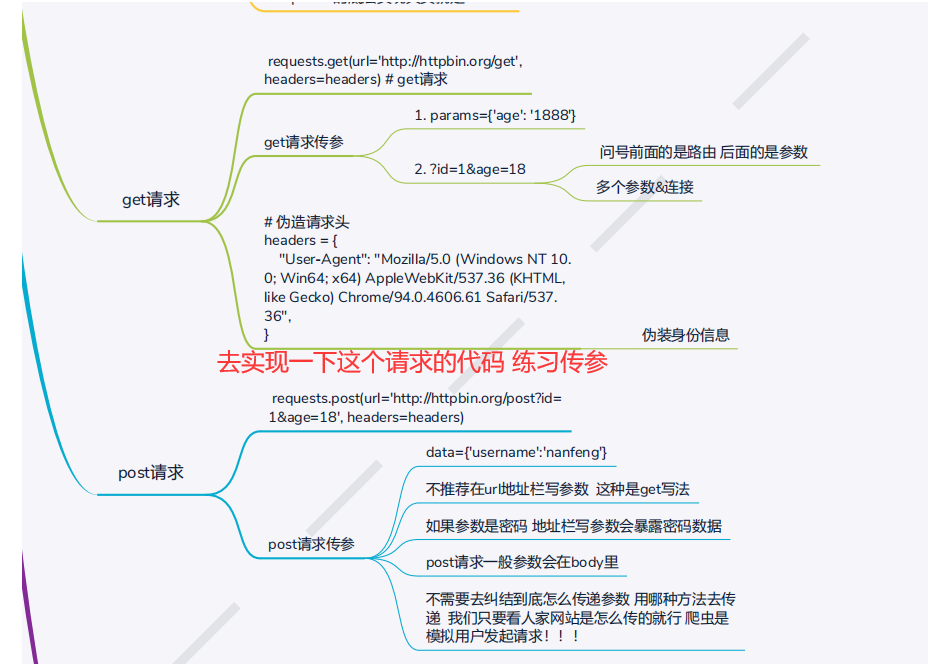 requests.get(url='http://httpbin.org/get',
headers=headers) # get请求
get请求传参
1. params={'age': '1888'}
2. ?id=1&age=18
问号前面的是路由 后面的是参数
多个参数&连接
get请求
# 伪造请求头
headers = {
"User-Agent": "Mozilla/5.0 (Windows NT 10.
0; Win64; x64) AppleWebKit/537.36 (KHTML,
like Gecko) Chrome/94.0.4606.61 Safari/537.
36",
}
伪装身份信息
去实现一下这个请求的代码 练习传参
requests.post(url='http://httpbin.org/post?id=
1&age=18', headers=headers)
post请求
post请求传参
data={'username':'nanfeng'}
不推荐在url地址栏写参数 这种是get写法
如果参数是密码 地址栏写参数会暴露密码数据
post请求一般参数会在body里
不需要去纠结到底怎么传递参数 用哪种方法去传
递 我们只要看人家网站是怎么传的就行 爬虫是
模拟用户发起请求！！！